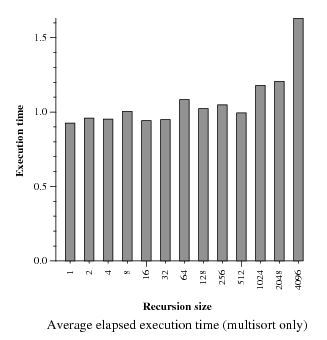 1.5
1.0
0.5
0.0
Execution time
1 2 4 8 16 32 64 128 256 512 1024 2048 4096
Recursion size
Average elapsed execution time (multisort only)